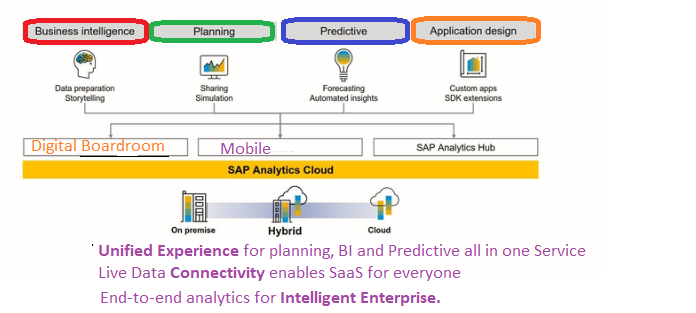 Business intelligence Planning Predictive Application design
Data preparation Sharing Forecasting Custom apps
Storytelling Simulation Automated insights SDK extensions
Digital Boardroom Mobile SAP Analytics Hub
SAP Analytics Cloud
On premise Hybrid Cloud
Unified Experience for planning, BI and Predictive all in one Service
Live Data Connectivity enables SaaS for everyone
End-to-end analytics for Intelligent Enterprise.